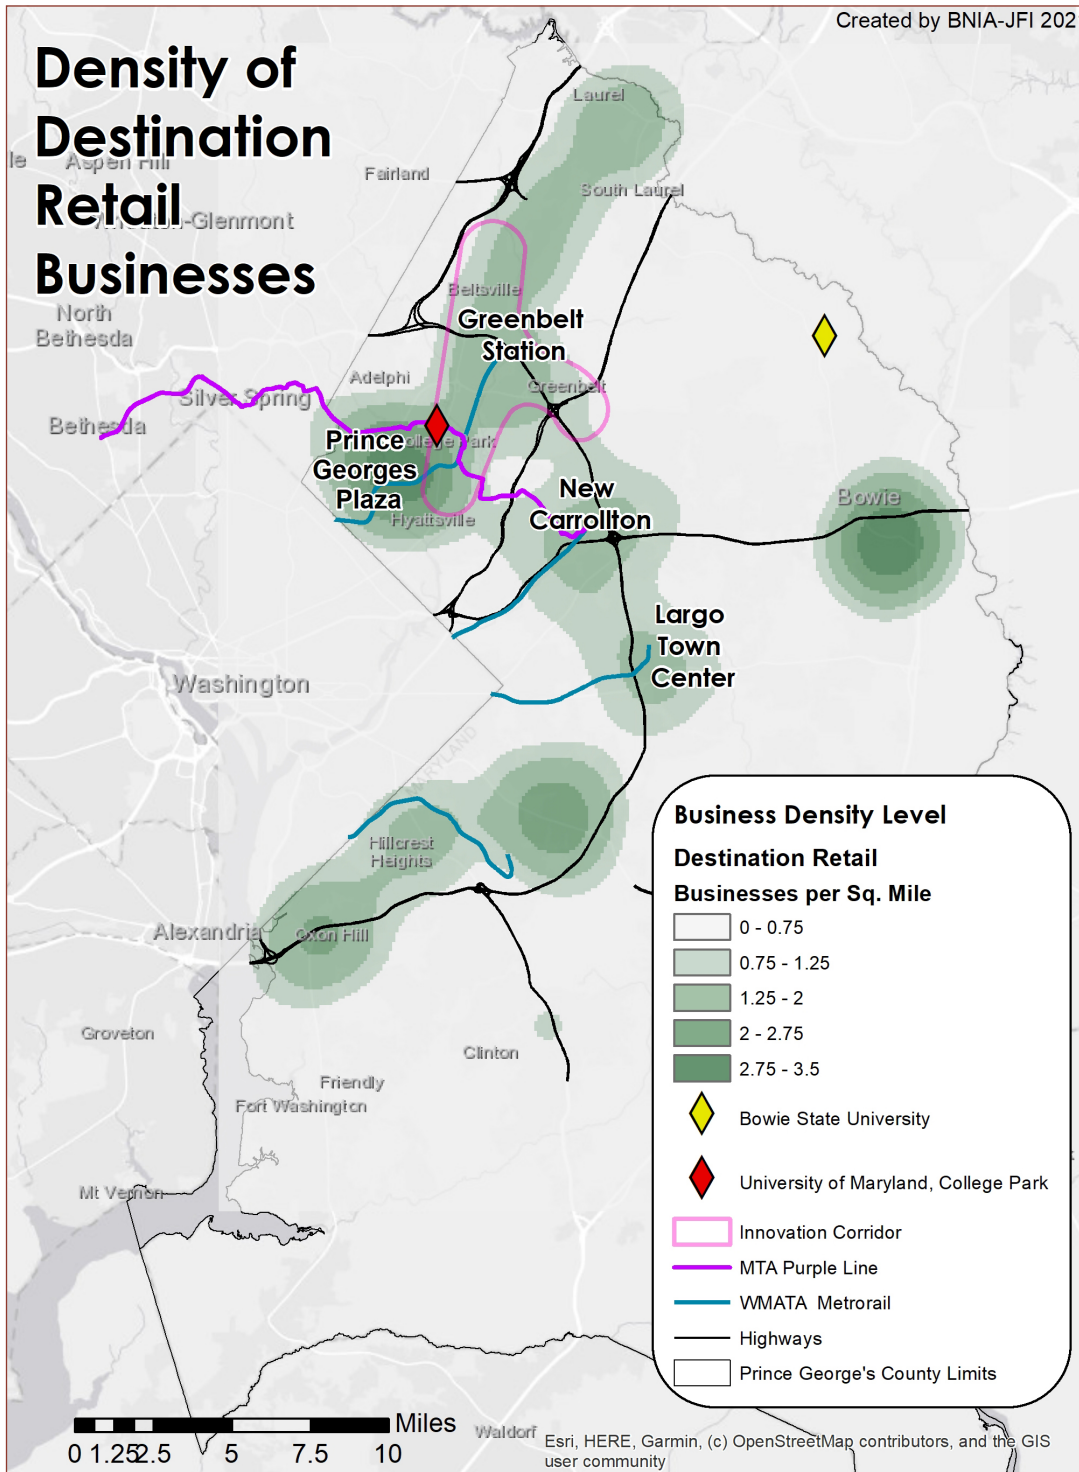 Created by BNIA-JFI 202
Density of
Destination
Retail
Businesses
Laurel
Fairland
South Laurel
Aspen Hill
-Glenmont
North
Bethesda
Beltsville
Greenbelt
Station
Adelphi
Greenbelt
Silver Spring
Bethesda
Prince
Georges
Plaza
College Park
Hyattsville
New
Carrollton
Bowie
Largo
Town
Center
Washington
MARYLAND
Hillcrest
Heights
Alexandria
Oxon Hill
Groveton
Clinton
Friendly
Fort Washington
Mt Vernon
Waldorf
Business Density Level
Destination Retail
Businesses per Sq. Mile
0 - 0.75
0.75 - 1.25
1.25 - 2
2 - 2.75
2.75 - 3.5
Bowie State University
University of Maryland, College Park
Innovation Corridor
MTA Purple Line
WMATA Metrorail
Highways
Prince George's County Limits
Miles
0 1.25 2.5 5 7.5 10
Esri, HERE, Garmin, (c) OpenStreetMap contributors, and the GIS
user community